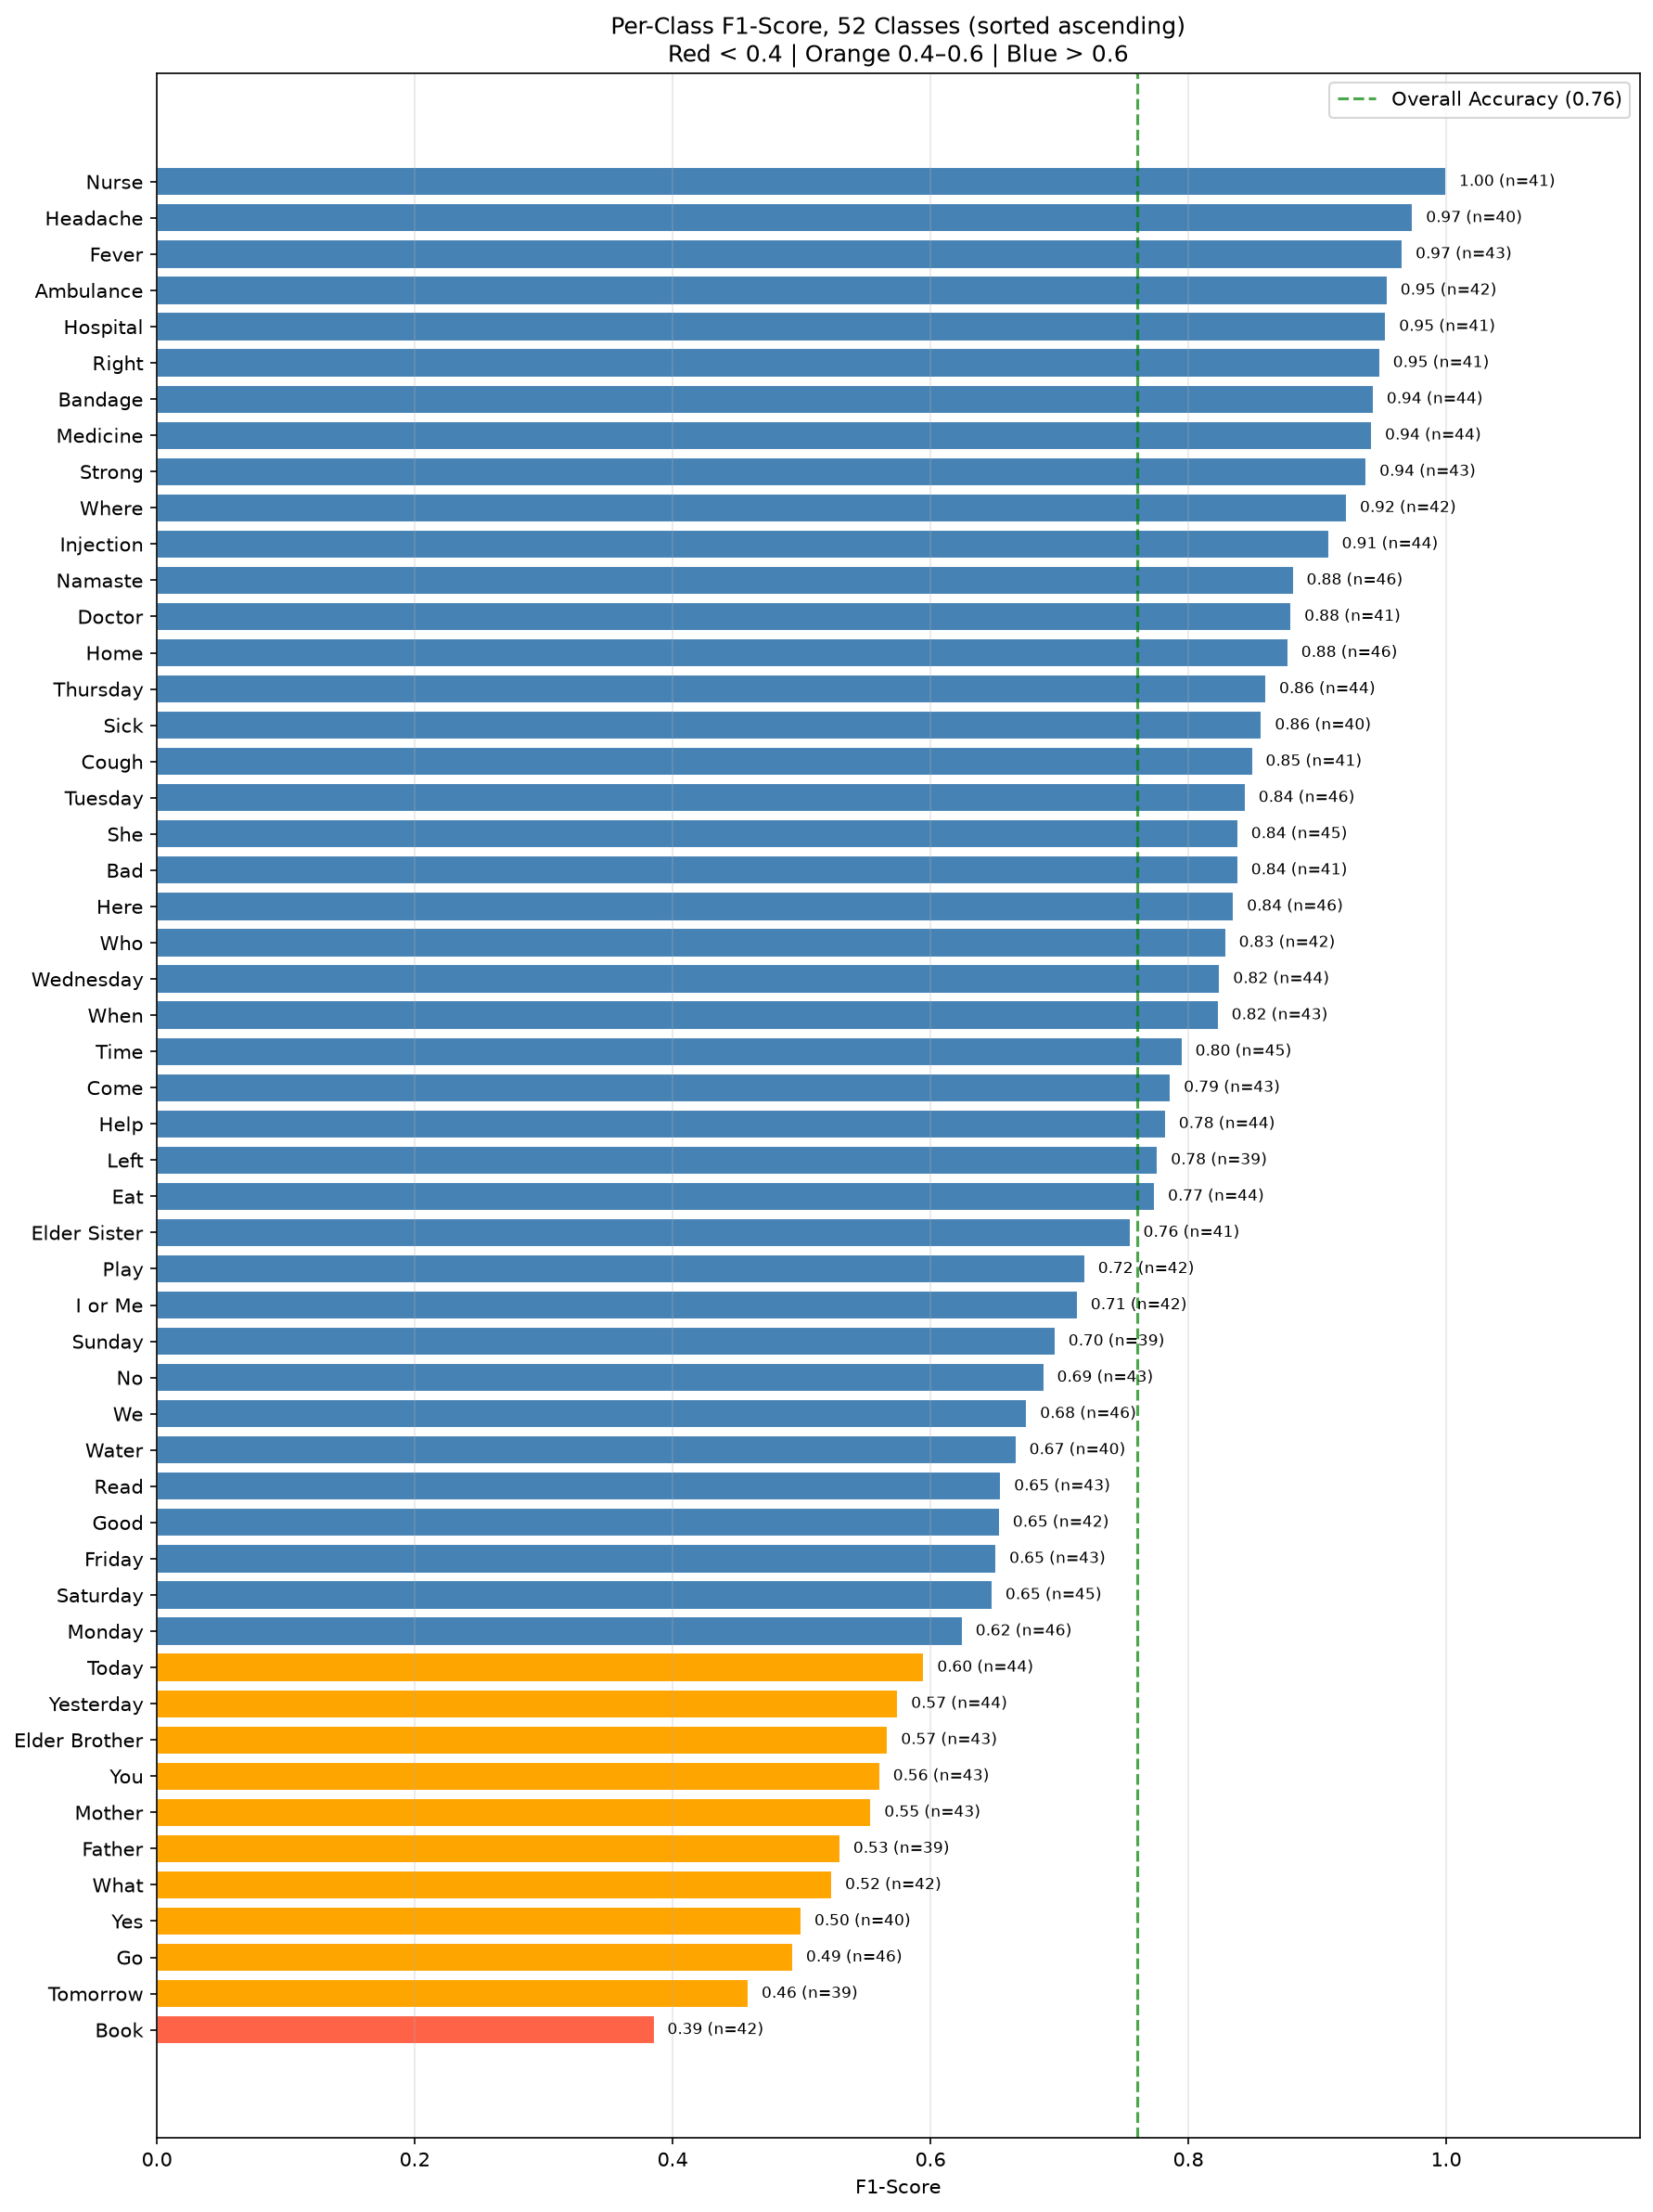 Per-Class F1-Score, 52 Classes (sorted ascending)
Red < 0.4 | Orange 0.4–0.6 | Blue > 0.6
Overall Accuracy (0.76)
Nurse 1.00 (n=41)
Headache 0.97 (n=40)
Fever 0.97 (n=43)
Ambulance 0.95 (n=42)
Hospital 0.95 (n=41)
Right 0.95 (n=41)
Bandage 0.94 (n=44)
Medicine 0.94 (n=44)
Strong 0.94 (n=43)
Where 0.92 (n=42)
Injection 0.91 (n=44)
Namaste 0.88 (n=46)
Doctor 0.88 (n=41)
Home 0.88 (n=46)
Thursday 0.86 (n=44)
Sick 0.86 (n=40)
Cough 0.85 (n=41)
Tuesday 0.84 (n=46)
She 0.84 (n=45)
Bad 0.84 (n=41)
Here 0.84 (n=46)
Who 0.83 (n=42)
Wednesday 0.82 (n=44)
When 0.82 (n=43)
Time 0.80 (n=45)
Come 0.79 (n=43)
Help 0.78 (n=44)
Left 0.78 (n=39)
Eat 0.77 (n=44)
Elder Sister 0.76 (n=41)
Play 0.72 (n=42)
I or Me 0.71 (n=42)
Sunday 0.70 (n=39)
No 0.69 (n=43)
We 0.68 (n=46)
Water 0.67 (n=40)
Read 0.65 (n=43)
Good 0.65 (n=42)
Friday 0.65 (n=43)
Saturday 0.65 (n=45)
Monday 0.62 (n=46)
Today 0.60 (n=44)
Yesterday 0.57 (n=44)
Elder Brother 0.57 (n=43)
You 0.56 (n=43)
Mother 0.55 (n=43)
Father 0.53 (n=39)
What 0.52 (n=42)
Yes 0.50 (n=40)
Go 0.49 (n=46)
Tomorrow 0.46 (n=39)
Book 0.39 (n=42)
0.0 0.2 0.4 0.6 0.8 1.0
F1-Score